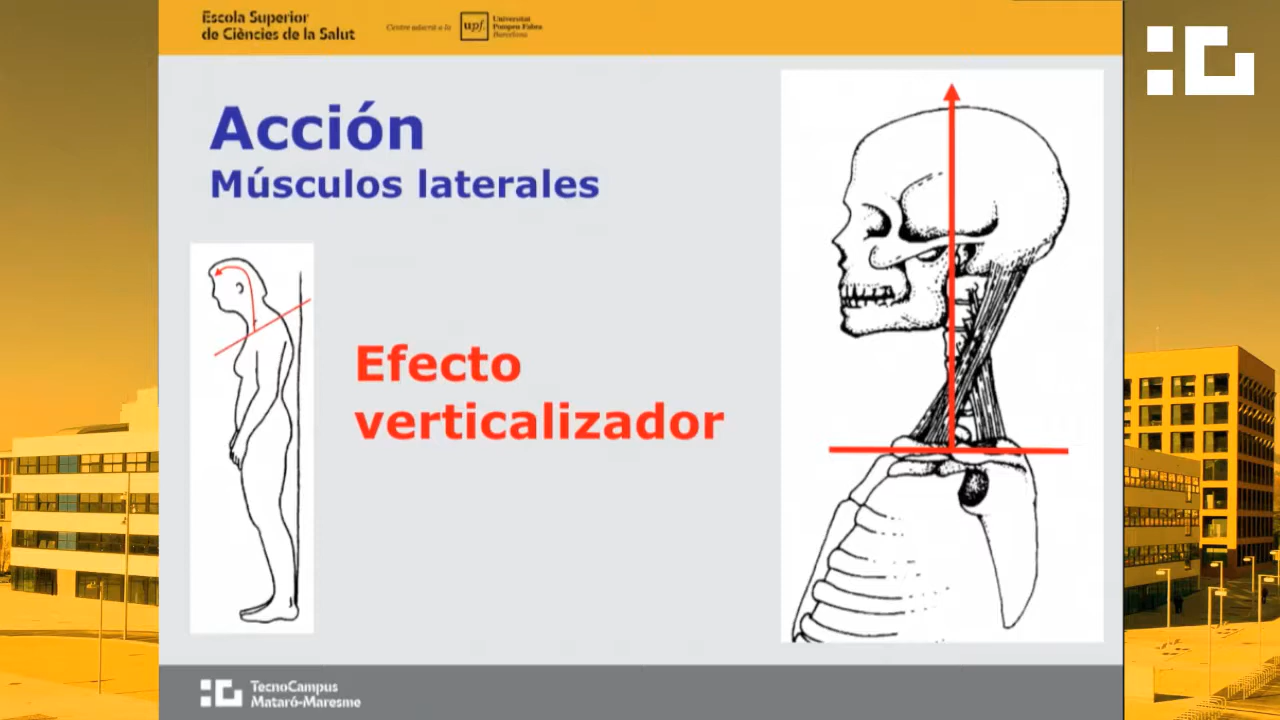 Escola Superior
de Ciències de la Salut
Centre adscrit a la
upf.
Universitat
Pompeu Fabra
Barcelona
Acción
Músculos laterales
Efecto
verticalizador
TecnoCampus
Mataró-Maresme